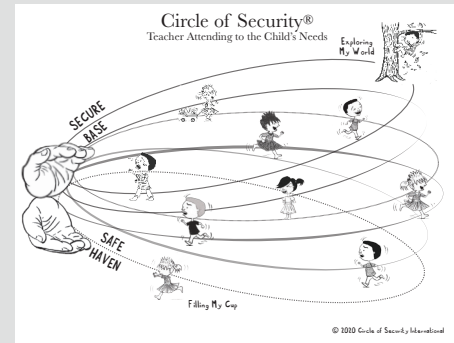 Circle of Security®
Teacher Attending to the Child's Needs
Exploring
My World
SECURE
BASE
SAFE
HAVEN
Filling My Cup
© 2020 Circle of Security International